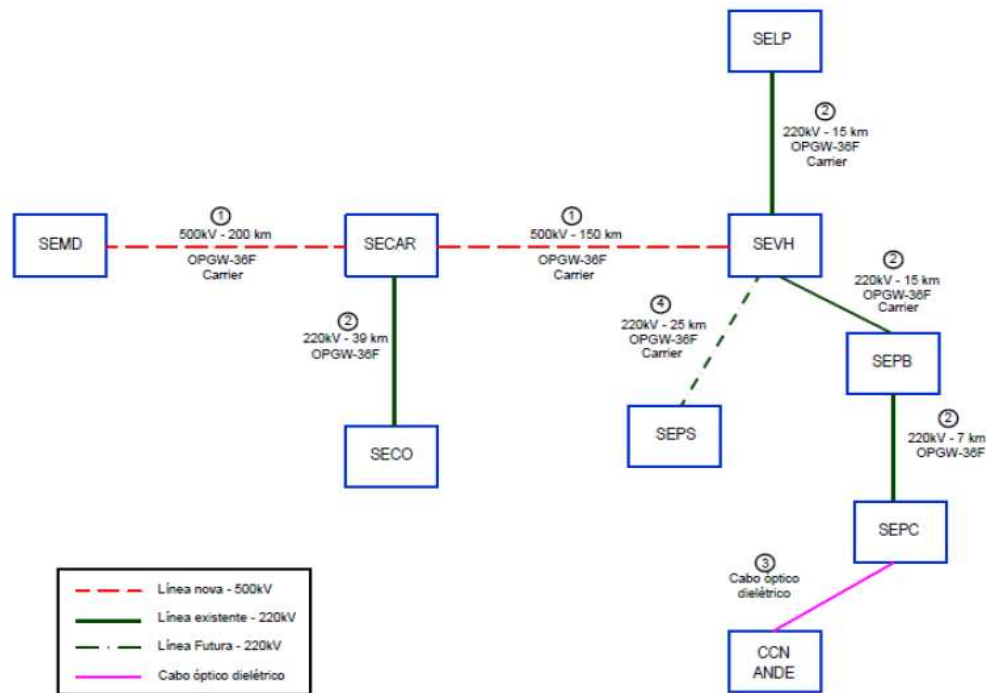 SELP
2
220kV - 15 km
OPGW-36F
Carrier
1
500kV - 200 km
OPGW-36F
Carrier
1
500kV - 150 km
OPGW-36F
Carrier
SEMD
SECAR
SEVH
2
220kV - 15 km
OPGW-36F
Carrier
4
220kV - 25 km
OPGW-36F
Carrier
2
220kV - 39 km
OPGW-36F
SEPB
SEPS
SECO
2
220kV - 7 km
OPGW-36F
SEPC
3
Cabo óptico
dielétrico
CCN
ANDE
Línea nova - 500kV
Línea existente - 220kV
Línea Futura - 220kV
Cabo óptico dielétrico